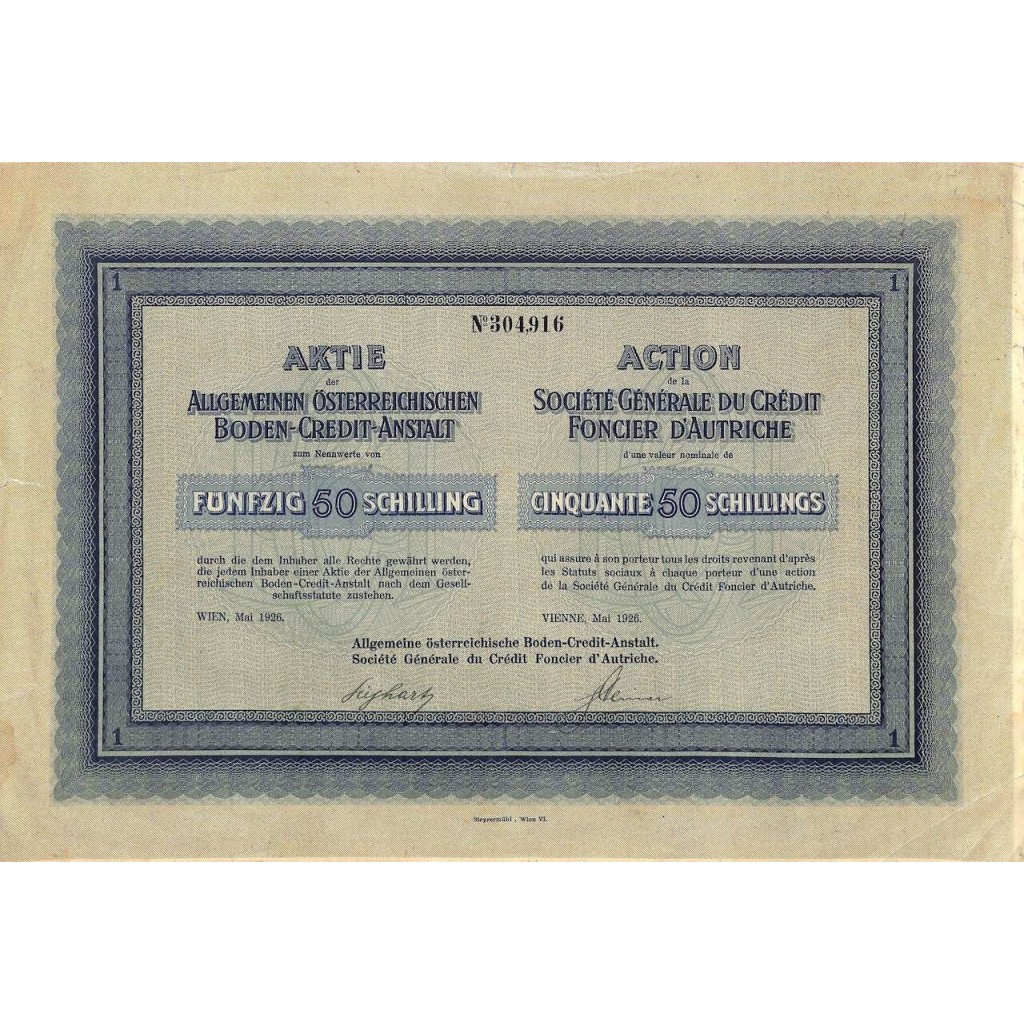 1 1
№ 304,916
AKTIE
der
ALLGEMEINEN ÖSTERREICHISCHEN
BODEN-CREDIT-ANSTALT
zum Nennwerte von
FÜNFZIG 50 SCHILLING
durch die dem Inhaber alle Rechte gewährt werden,
die jedem Inhaber einer Aktie der Allgemeinen öster-
reichischen Boden-Credit-Anstalt nach dem Gesell-
schaftsstatute zustehen.
WIEN, Mai 1926.
ACTION
de la
SOCIÉTÉ GÉNÉRALE DU CRÉDIT
FONCIER D'AUTRICHE
d'une valeur nominale de
CINQUANTE 50 SCHILLINGS
qui assure à son porteur tous les droits revenant d'après
les Statuts sociaux à chaque porteur d'une action
de la Société Générale du Crédit Foncier d'Autriche.
VIENNE, Mai 1926.
Allgemeine österreichische Boden-Credit-Anstalt.
Société Générale du Crédit Foncier d'Autriche.
1 1
Steyrermühl, Wien VI.